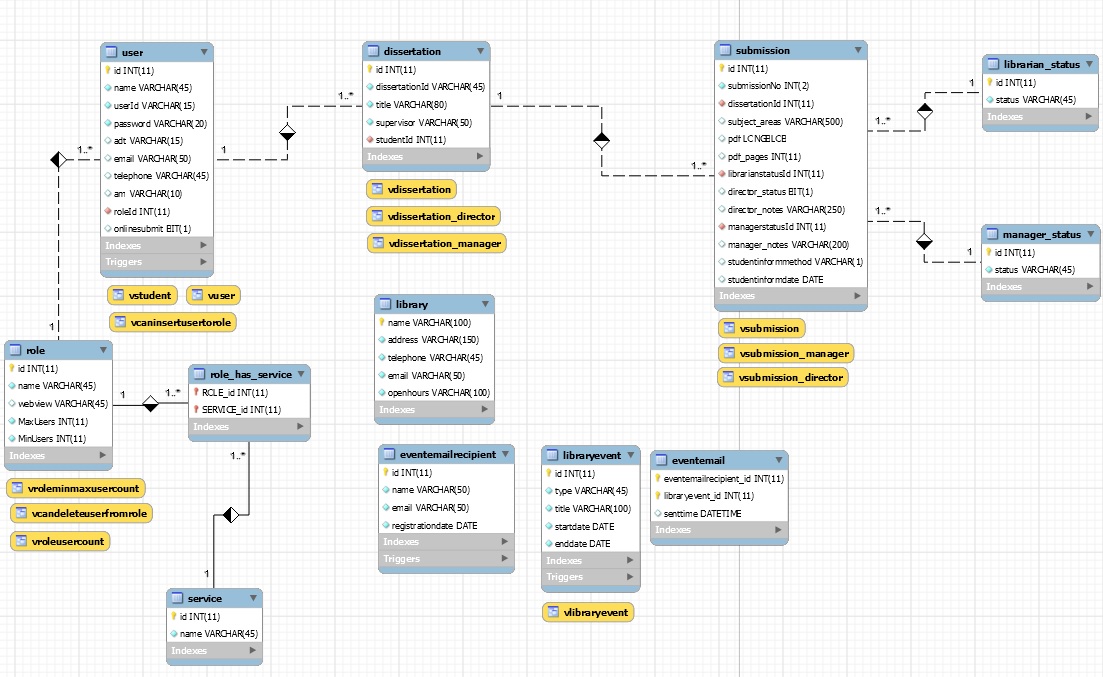 user
id INT(11)
name VARCHAR(45)
userId VARCHAR(15)
password VARCHAR(20)
adt VARCHAR(15)
email VARCHAR(50)
telephone VARCHAR(45)
am VARCHAR(10)
roleId INT(11)
onlinesubmit BIT(1)
Indexes
Triggers
vstudent
vuser
vcaninsertusertorole
1..*
1
1
role
id INT(11)
name VARCHAR(45)
webview VARCHAR(45)
MaxUsers INT(11)
MinUsers INT(11)
Indexes
vroleminmaxusercount
vcandeleteuserfromrole
vroleusercount
1
1..*
role_has_service
ROLE_id INT(11)
SERVICE_id INT(11)
Indexes
1..*
1
service
id INT(11)
name VARCHAR(45)
Indexes
1..*
dissertation
id INT(11)
dissertationId VARCHAR(45)
title VARCHAR(80)
supervisor VARCHAR(50)
studentId INT(11)
Indexes
vdissertation
vdissertation_director
vdissertation_manager
1
1..*
library
name VARCHAR(100)
address VARCHAR(150)
telephone VARCHAR(45)
email VARCHAR(50)
openhours VARCHAR(100)
Indexes
eventemailrecipient
id INT(11)
name VARCHAR(50)
email VARCHAR(50)
registrationdate DATE
Indexes
Triggers
libraryevent
id INT(11)
type VARCHAR(45)
title VARCHAR(100)
startdate DATE
enddate DATE
Indexes
Triggers
vlibraryevent
eventemail
eventemailrecipient_id INT(11)
libraryevent_id INT(11)
senttime DATETIME
Indexes
submission
id INT(11)
submissionNo INT(2)
dissertationId INT(11)
subject_areas VARCHAR(500)
pdf LONGBLOB
pdf_pages INT(11)
librarianstatusId INT(11)
director_status BIT(1)
director_notes VARCHAR(250)
managerstatusId INT(11)
manager_notes VARCHAR(200)
studentinformmethod VARCHAR(1)
studentinformdate DATE
Indexes
vsubmission
vsubmission_manager
vsubmission_director
1..*
1
librarian_status
id INT(11)
status VARCHAR(45)
Indexes
1..*
1
manager_status
id INT(11)
status VARCHAR(45)
Indexes